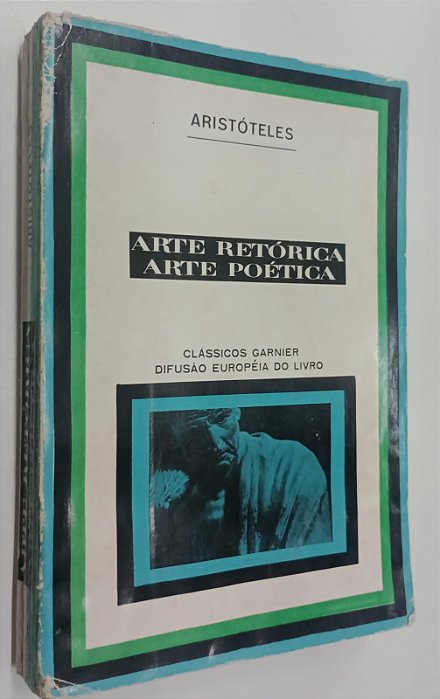 ARISTÓTELES
ARTE RETÓRICA
ARTE POÉTICA
CLÁSSICOS GARNIER
DIFUSÃO EUROPÉIA DO LIVRO